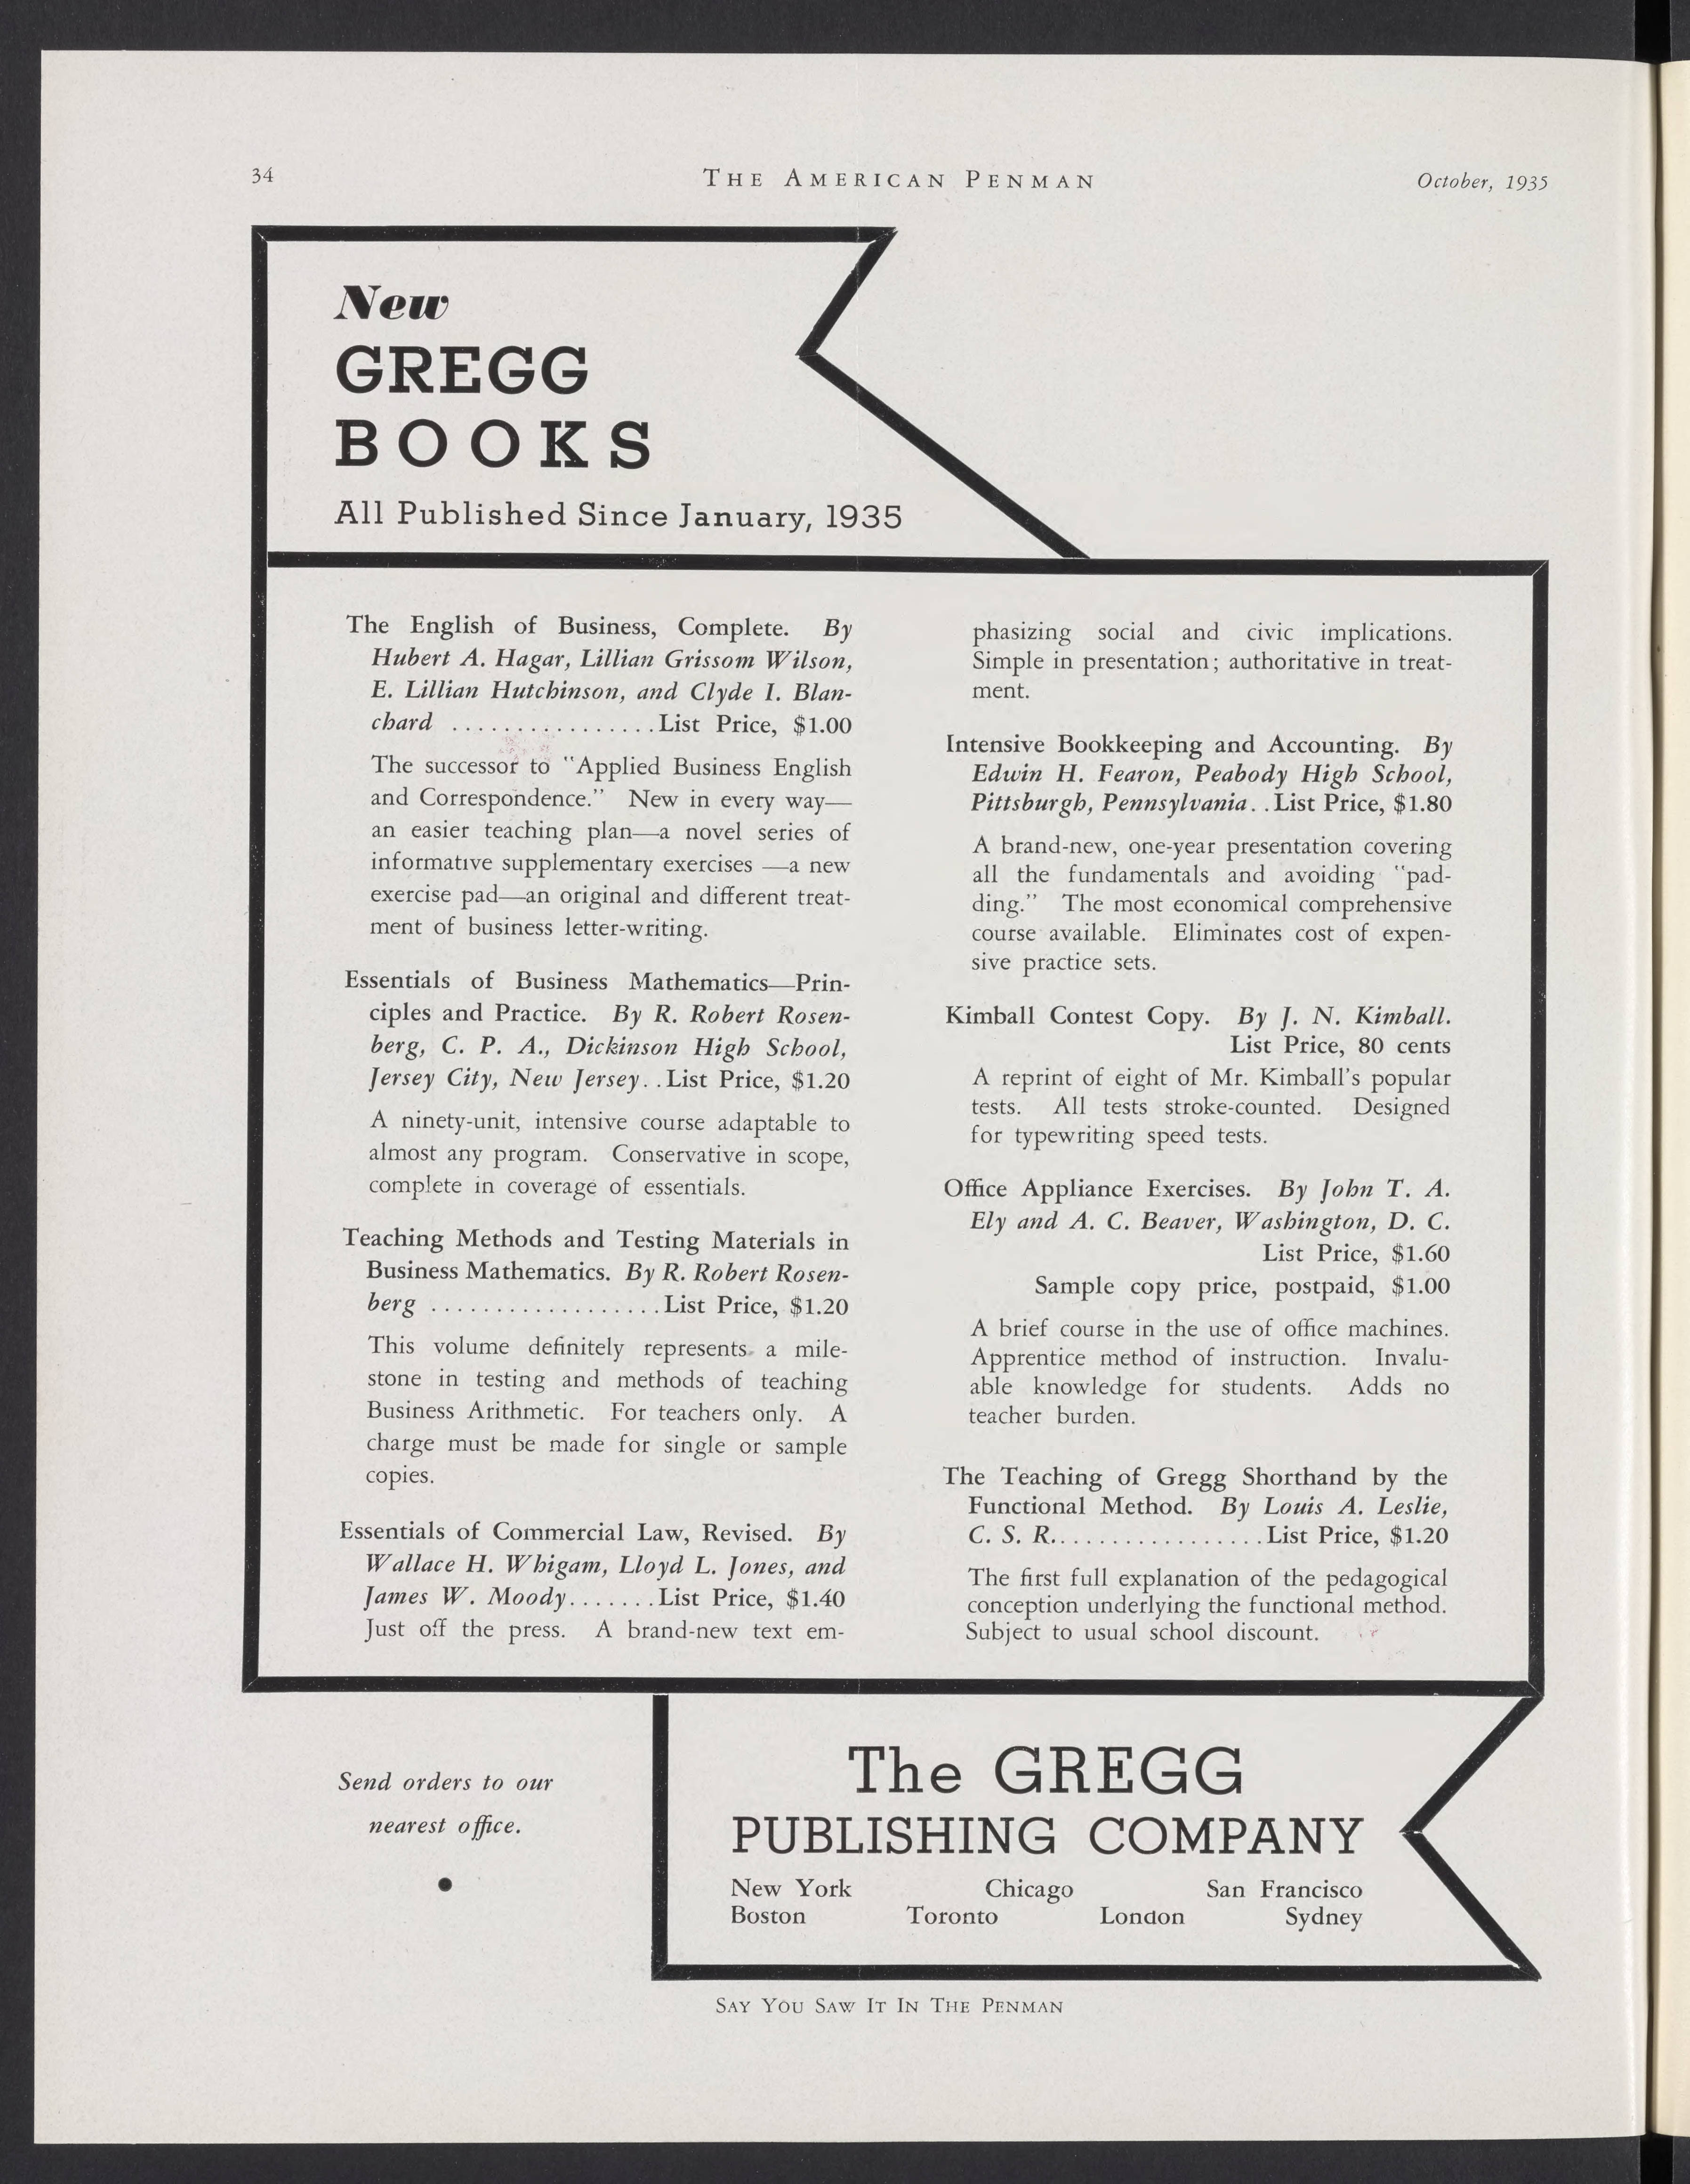 34
THE AMERICAN PENMAN
October, 1935
New
GREGG
BOOKS
All Published Since January, 1935
The English of Business, Complete. By
Hubert A. Hagar, Lillian Grissom Wilson,
E. Lillian Hutchinson, and Clyde I. Blan-
chard ................List Price, $1.00
The successor to "Applied Business English
and Correspondence." New in every way—
an easier teaching plan—a novel series of
informative supplementary exercises —a new
exercise pad—an original and different treat-
ment of business letter-writing.
Essentials of Business Mathematics—Prin-
ciples and Practice. By R. Robert Rosen-
berg, C. P. A., Dickinson High School,
Jersey City, New Jersey..List Price, $1.20
A ninety-unit, intensive course adaptable to
almost any program. Conservative in scope,
complete in coverage of essentials.
Teaching Methods and Testing Materials in
Business Mathematics. By R. Robert Rosen-
berg ..................List Price, $1.20
This volume definitely represents a mile-
stone in testing and methods of teaching
Business Arithmetic. For teachers only. A
charge must be made for single or sample
copies.
Essentials of Commercial Law, Revised. By
Wallace H. Whigam, Lloyd L. Jones, and
James W. Moody.......List Price, $1.40
Just off the press. A brand-new text em-
phasizing social and civic implications.
Simple in presentation; authoritative in treat-
ment.
Intensive Bookkeeping and Accounting. By
Edwin H. Fearon, Peabody High School,
Pittsburgh, Pennsylvania..List Price, $1.80
A brand-new, one-year presentation covering
all the fundamentals and avoiding "pad-
ding." The most economical comprehensive
course available. Eliminates cost of expen-
sive practice sets.
Kimball Contest Copy. By J. N. Kimball.
List Price, 80 cents
A reprint of eight of Mr. Kimball's popular
tests. All tests stroke-counted. Designed
for typewriting speed tests.
Office Appliance Exercises. By John T. A.
Ely and A. C. Beaver, Washington, D. C.
List Price, $1.60
Sample copy price, postpaid, $1.00
A brief course in the use of office machines.
Apprentice method of instruction. Invalu-
able knowledge for students. Adds no
teacher burden.
The Teaching of Gregg Shorthand by the
Functional Method. By Louis A. Leslie,
C. S. R.................List Price, $1.20
The first full explanation of the pedagogical
conception underlying the functional method.
Subject to usual school discount.
Send orders to our
nearest office.
The GREGG
PUBLISHING COMPANY
New York Chicago San Francisco
Boston Toronto London Sydney
SAY YOU SAW IT IN THE PENMAN